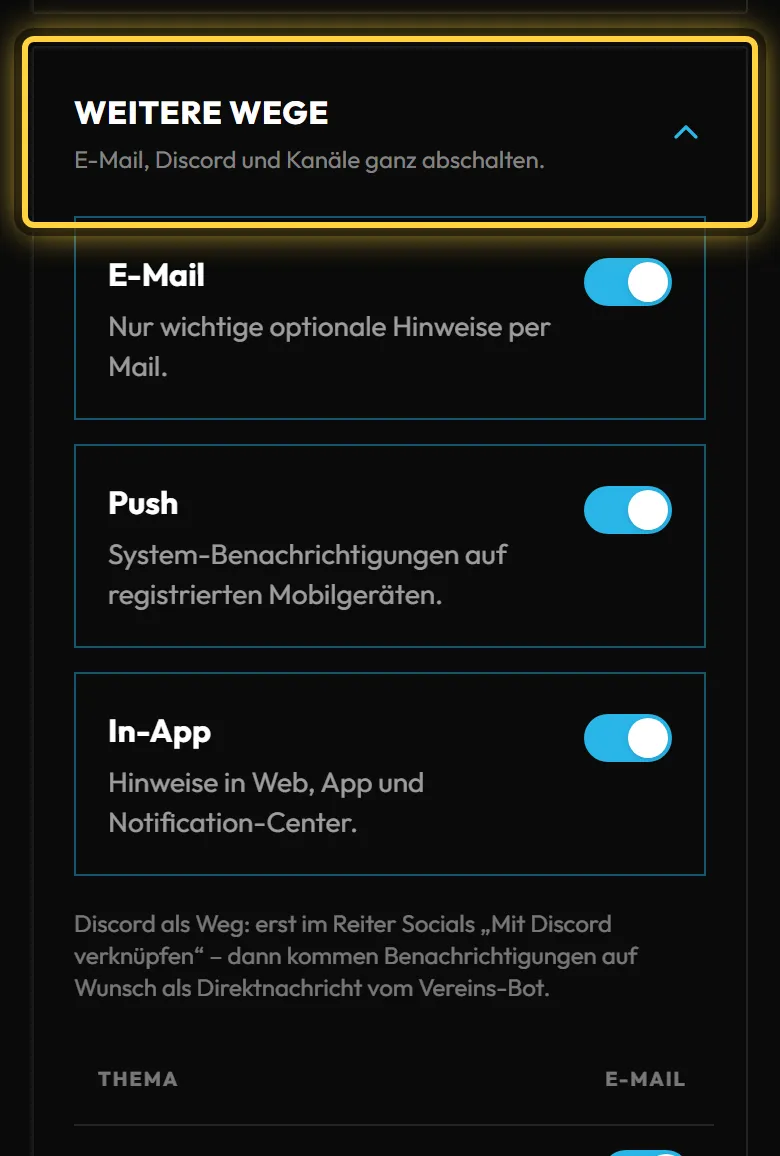 WEITERE WEGE
E-Mail, Discord und Kanäle ganz abschalten.
E-Mail
Nur wichtige optionale Hinweise per
Mail.
Push
System-Benachrichtigungen auf
registrierten Mobilgeräten.
In-App
Hinweise in Web, App und
Notification-Center.
Discord als Weg: erst im Reiter Socials „Mit Discord
verknüpfen“ – dann kommen Benachrichtigungen auf
Wunsch als Direktnachricht vom Vereins-Bot.
THEMA E-MAIL